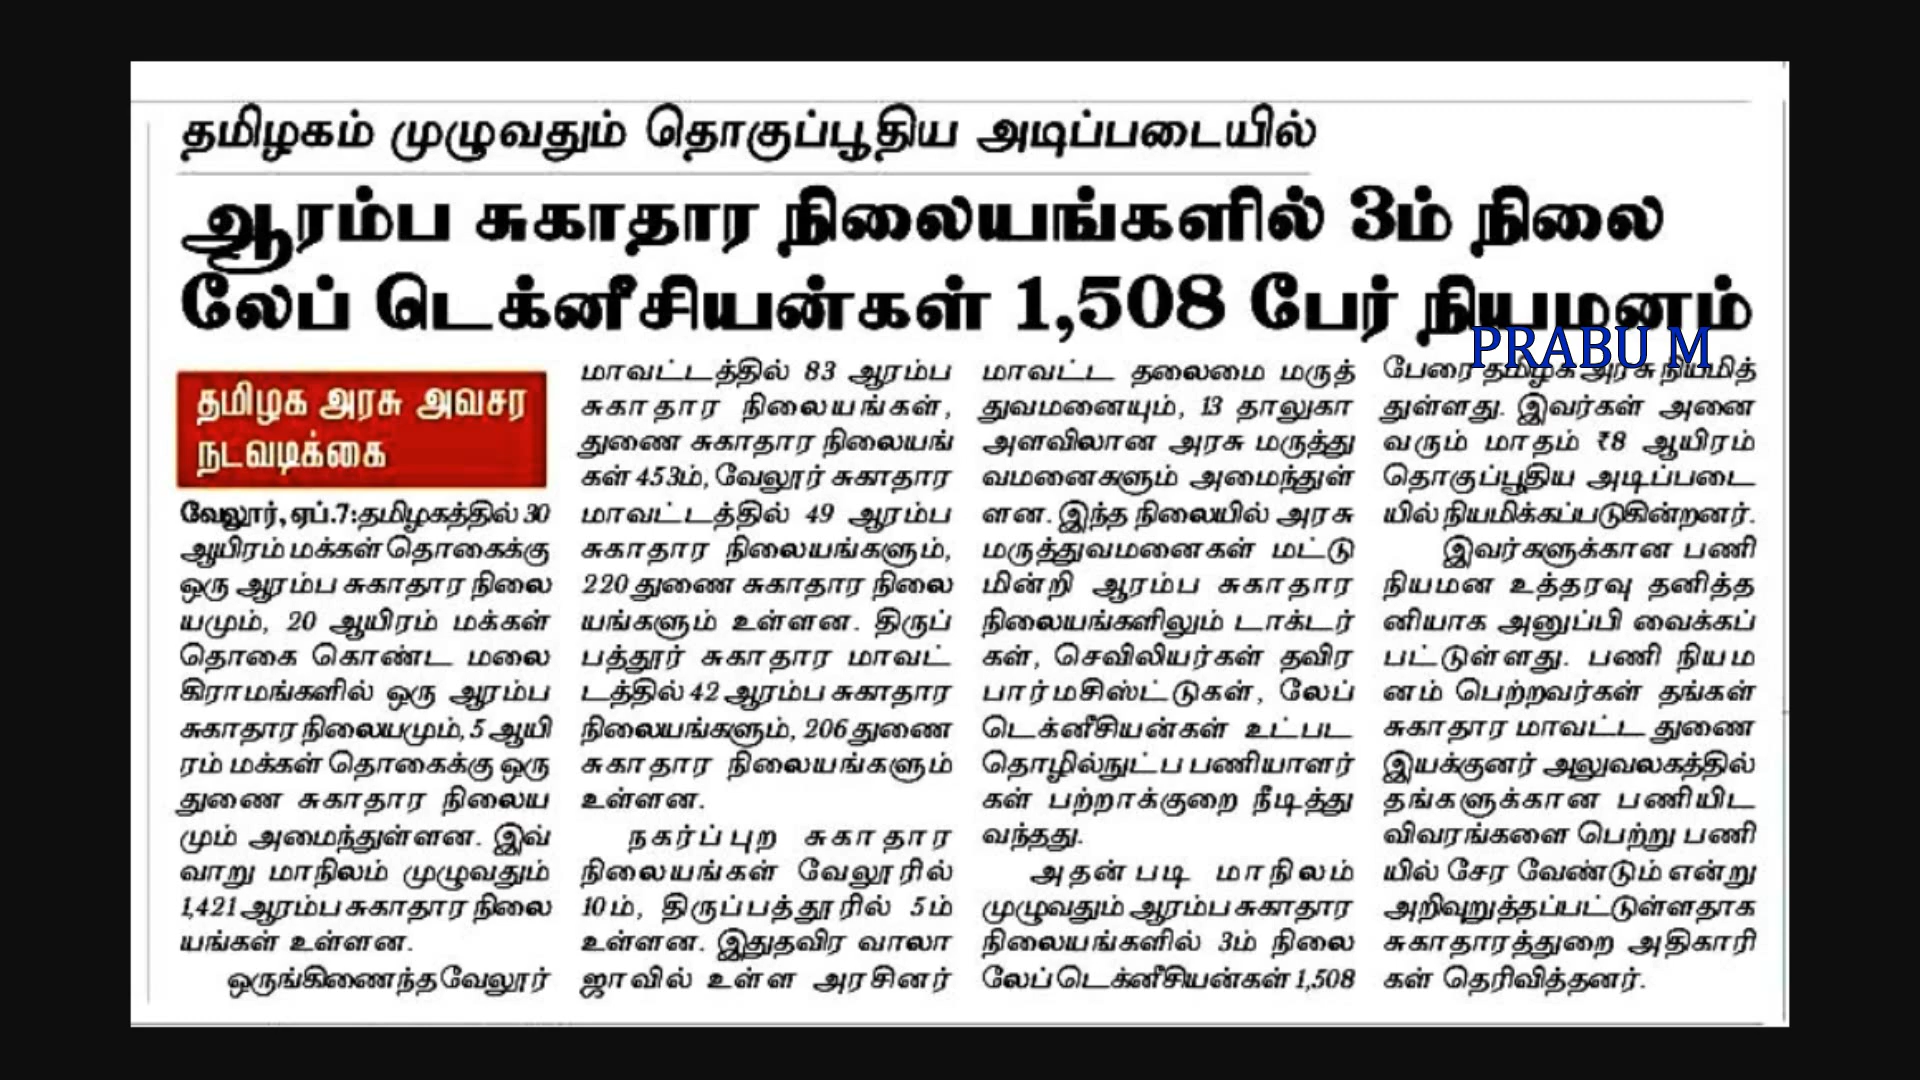 தமிழகம் முழுவதும் தொகுப்பூதிய அடிப்படையில்
ஆரம்ப சுகாதார நிலையங்களில் 3ம் நிலை
லேப் டெக்னீசியன்கள் 1,508 பேர் நியமனம்
PRABU M
தமிழக அரசு அவசர
நடவடிக்கை
வேலூர், ஏப்.7: தமிழகத்தில் 30
ஆயிரம் மக்கள் தொகைக்கு
ஒரு ஆரம்ப சுகாதார நிலை
யமும், 20 ஆயிரம் மக்கள்
தொகை கொண்ட மலை
கிராமங்களில் ஒரு ஆரம்ப
சுகாதார நிலையமும், 5 ஆயி
ரம் மக்கள் தொகைக்கு ஒரு
துணை சுகாதார நிலைய
மும் அமைந்துள்ளன. இவ்
வாறு மாநிலம் முழுவதும்
1,421 ஆரம்ப சுகாதார நிலை
யங்கள் உள்ளன.
ஒருங்கிணைந்த வேலூர்
மாவட்டத்தில் 83 ஆரம்ப
சுகாதார நிலையங்கள்,
துணை சுகாதார நிலையங்
கள் 453ம், வேலூர் சுகாதார
மாவட்டத்தில் 49 ஆரம்ப
சுகாதார நிலையங்களும்,
220 துணை சுகாதார நிலை
யங்களும் உள்ளன. திருப்
பத்தூர் சுகாதார மாவட்
டத்தில் 42 ஆரம்ப சுகாதார
நிலையங்களும், 206 துணை
சுகாதார நிலையங்களும்
உள்ளன.
நகர்ப்புற சுகாதார
நிலையங்கள் வேலூரில்
10ம், திருப்பத்தூரில் 5ம்
உள்ளன. இதுதவிர வாலா
ஜாவில் உள்ள அரசினர்
மாவட்ட தலைமை மருத்
துவமனையும், 13 தாலுகா
அளவிலான அரசு மருத்து
வமனைகளும் அமைந்துள்
ளன. இந்த நிலையில் அரசு
மருத்துவமனைகள் மட்டு
மின்றி ஆரம்ப சுகாதார
நிலையங்களிலும் டாக்டர்
கள், செவிலியர்கள் தவிர
பார்மசிஸ்ட்டுகள், லேப்
டெக்னீசியன்கள் உட்பட
தொழில்நுட்ப பணியாளர்
கள் பற்றாக்குறை நீடித்து
வந்தது.
அதன்படி மாநிலம்
முழுவதும் ஆரம்ப சுகாதார
நிலையங்களில் 3ம் நிலை
லேப் டெக்னீசியன்கள் 1,508
பேரை தமிழக அரசு நியமித்
துள்ளது. இவர்கள் அனை
வரும் மாதம் ₹8 ஆயிரம்
தொகுப்பூதிய அடிப்படை
யில் நியமிக்கப்படுகின்றனர்.
இவர்களுக்கான பணி
நியமன உத்தரவு தனித்த
னியாக அனுப்பி வைக்கப்
பட்டுள்ளது. பணி நியம
னம் பெற்றவர்கள் தங்கள்
சுகாதார மாவட்ட துணை
இயக்குனர் அலுவலகத்தில்
தங்களுக்கான பணியிட
விவரங்களை பெற்று பணி
யில் சேர வேண்டும் என்று
அறிவுறுத்தப்பட்டுள்ளதாக
சுகாதாரத்துறை அதிகாரி
கள் தெரிவித்தனர்.